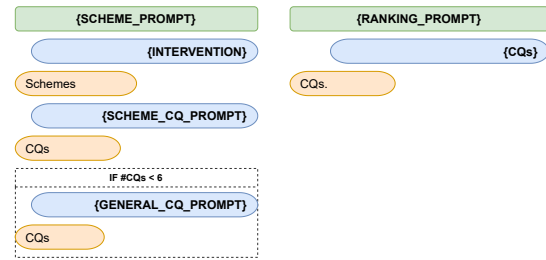 {SCHEME_PROMPT}
{INTERVENTION}
Schemes
{SCHEME_CQ_PROMPT}
CQs
IF #CQs < 6
{GENERAL_CQ_PROMPT}
CQs
{RANKING_PROMPT}
{CQs}
CQs.